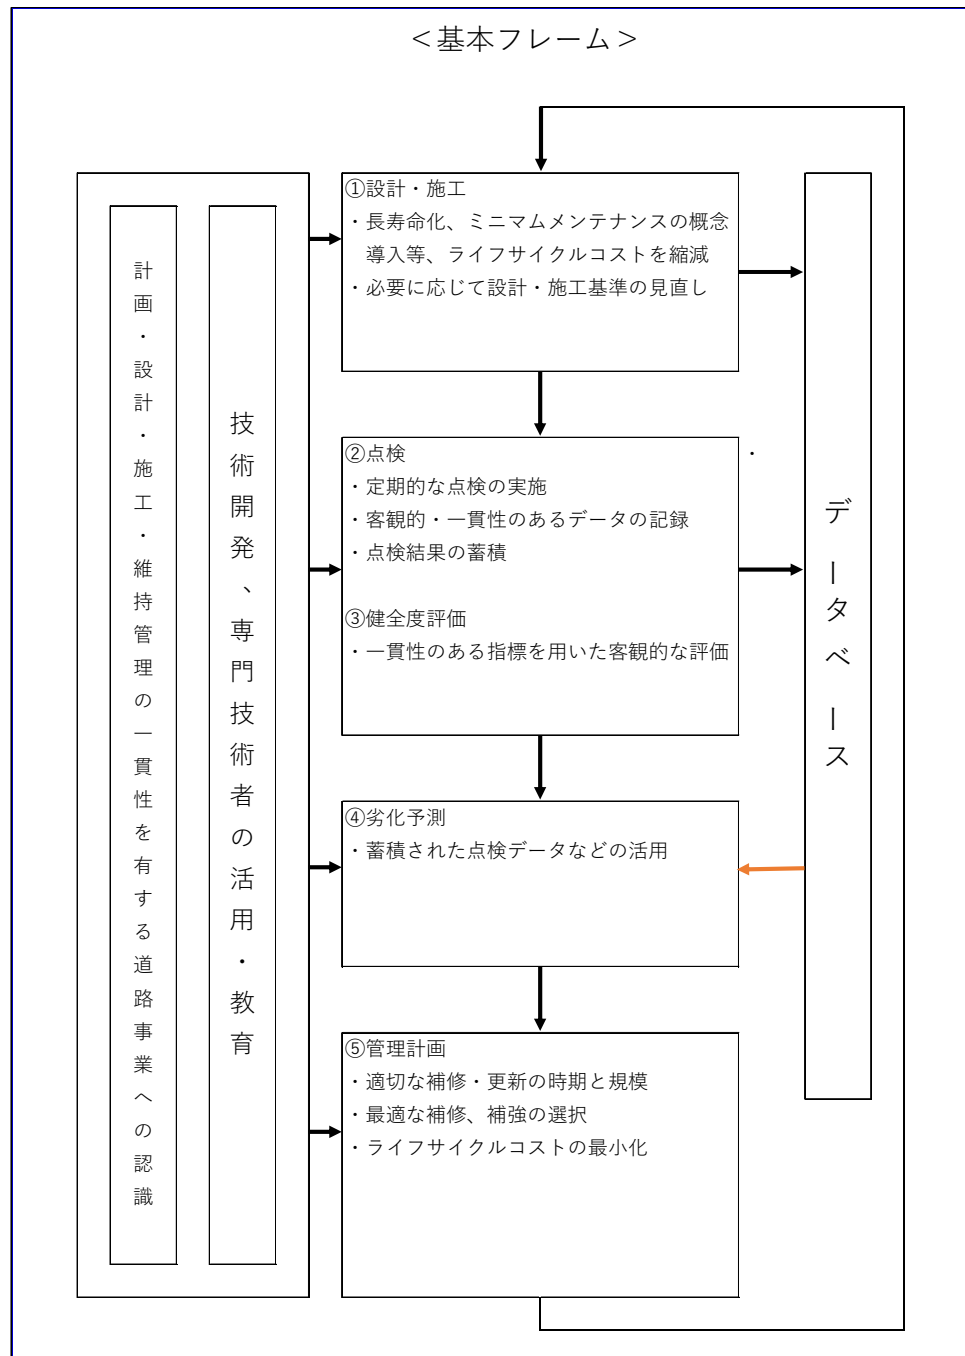 ＜基本フレーム＞
計画・設計・施工・維持管理の一貫性を有する道路事業への認識
技術開発、専門技術者の活用・教育
①設計・施工
・長寿命化、ミニマムメンテナンスの概念
導入等、ライフサイクルコストを縮減
・必要に応じて設計・施工基準の見直し
②点検
・定期的な点検の実施
・客観的・一貫性のあるデータの記録
・点検結果の蓄積
③健全度評価
・一貫性のある指標を用いた客観的な評価
④劣化予測
・蓄積された点検データなどの活用
⑤管理計画
・適切な補修・更新の時期と規模
・最適な補修、補強の選択
・ライフサイクルコストの最小化
・
データベース